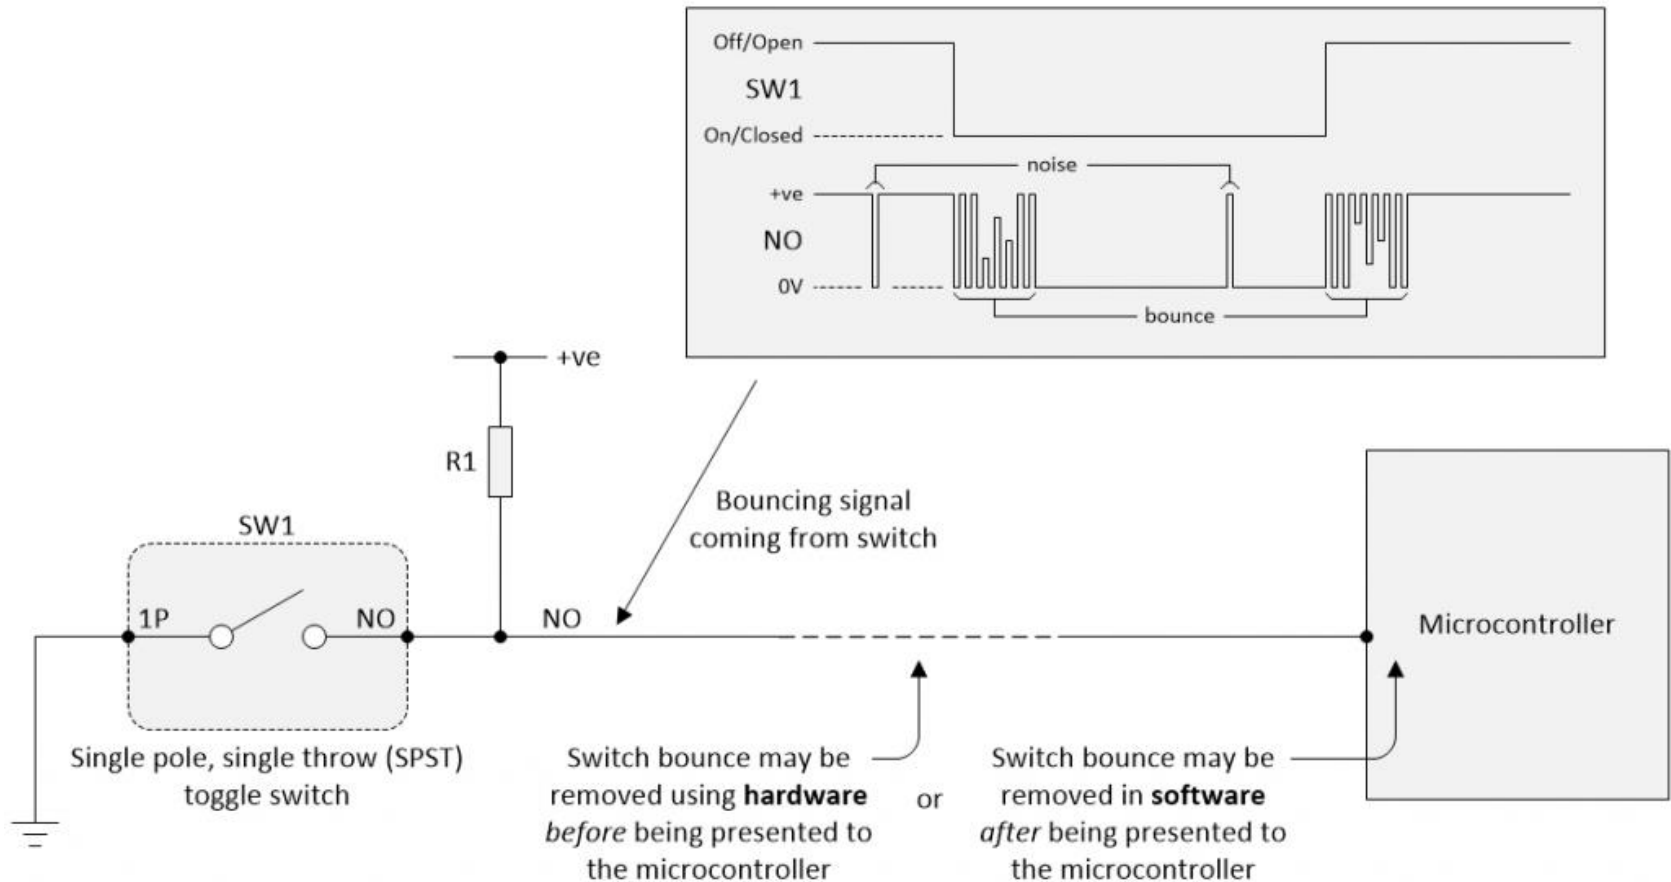 Off/Open
SW1
On/Closed
noise
+ve
NO
0V
bounce
+ve
R1
Bouncing signal
coming from switch
SW1
1P
NO
NO
Microcontroller
Single pole, single throw (SPST)
toggle switch
Switch bounce may be
removed using hardware
before being presented to
the microcontroller
or
Switch bounce may be
removed in software
after being presented to
the microcontroller